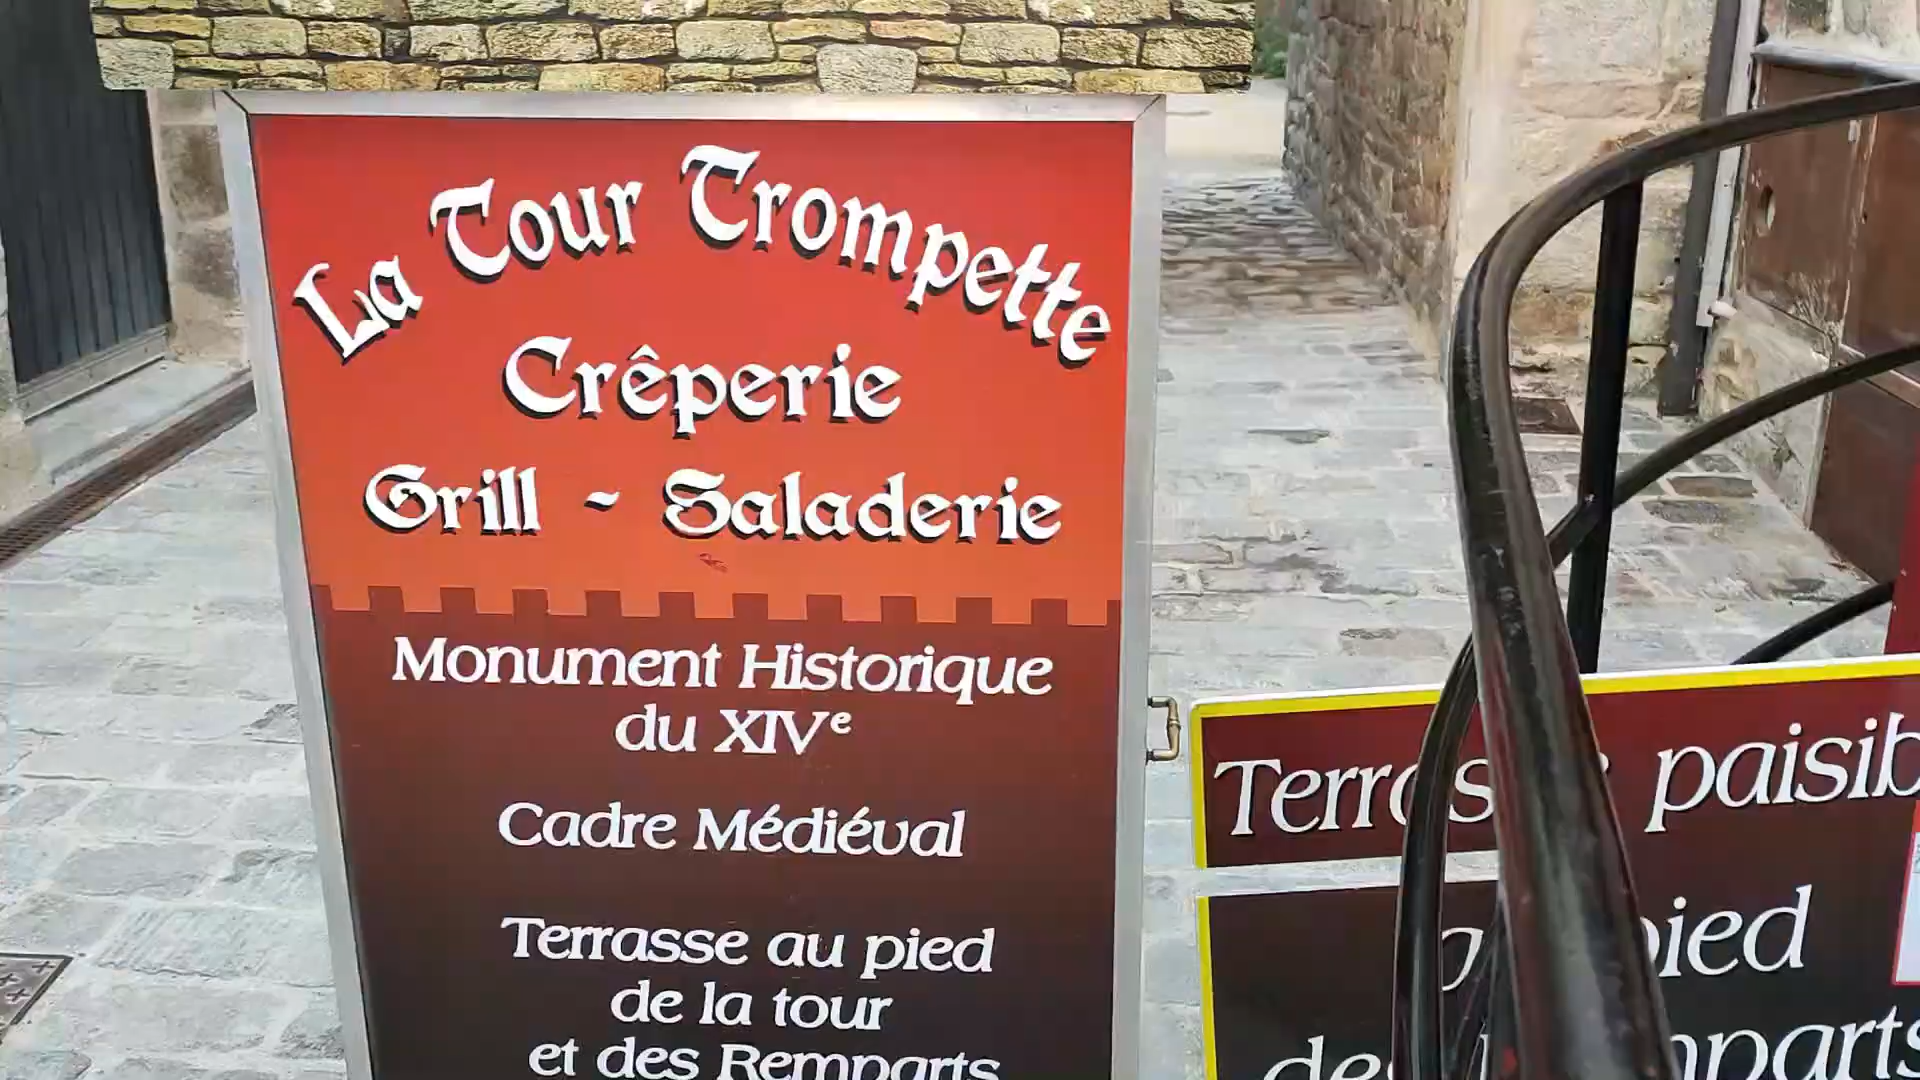 La Tour Trompette
Crêperie
Grill - Saladerie
Monument Historique
du XIVe
Cadre Médiéval
Terrasse au pied
de la tour
et des Remparts
paisib